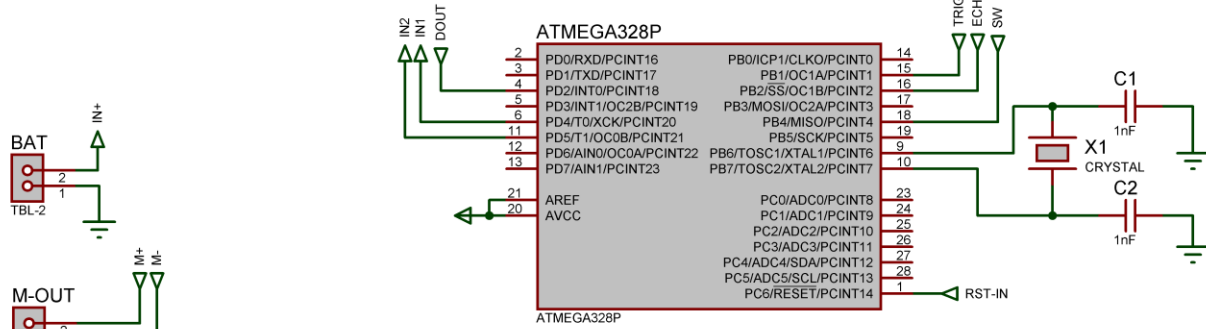 IN2
IN1
DOUT
TRIG
ECH
SW
ATMEGA328P
2 PD0/RXD/PCINT16 PB0/ICP1/CLKO/PCINT0 14
3 PD1/TXD/PCINT17 PB1/OC1A/PCINT1 15
4 PD2/INT0/PCINT18 PB2/SS/OC1B/PCINT2 16
5 PD3/INT1/OC2B/PCINT19 PB3/MOSI/OC2A/PCINT3 17
6 PD4/T0/XCK/PCINT20 PB4/MISO/PCINT4 18
11 PD5/T1/OC0B/PCINT21 PB5/SCK/PCINT5 19
12 PD6/AIN0/OC0A/PCINT22 PB6/TOSC1/XTAL1/PCINT6 9
13 PD7/AIN1/PCINT23 PB7/TOSC2/XTAL2/PCINT7 10
21 AREF PC0/ADC0/PCINT8 23
20 AVCC PC1/ADC1/PCINT9 24
PC2/ADC2/PCINT10 25
PC3/ADC3/PCINT11 26
PC4/ADC4/SDA/PCINT12 27
PC5/ADC5/SCL/PCINT13 28
PC6/RESET/PCINT14 1
RST-IN
ATMEGA328P
C1
1nF
X1
CRYSTAL
C2
1nF
IN+
BAT
2
1
TBL-2
M+
M-
M-OUT